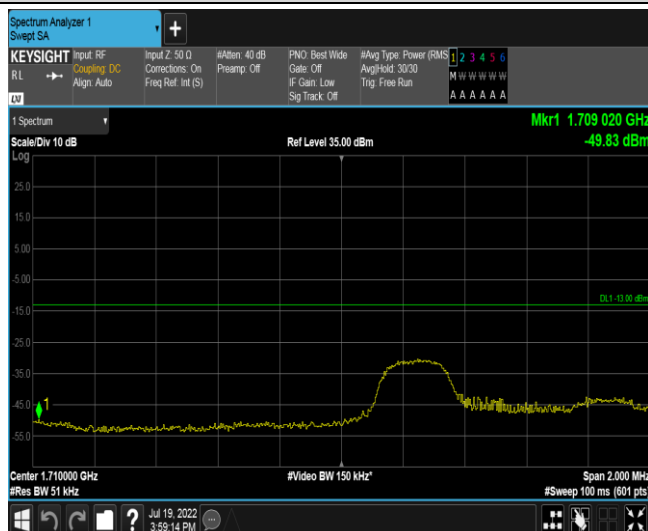 Spectrum Analyzer 1
Swept SA
+
KEYSIGHT Input: RF Input Z: 50 Ω #Atten: 40 dB PNO: Best Wide #Avg Type: Power (RMS 1 2 3 4 5 6
RL Coupling: DC Corrections: On Preamp: Off Gate: Off Avg|Hold: 30/30 M W W W W W
Align: Auto Freq Ref: Int (S) IF Gain: Low Trig: Free Run
Sig Track: Off A A A A A A
LXI
1 Spectrum Mkr1 1.709 020 GHz
Scale/Div 10 dB Ref Level 35.00 dBm -49.83 dBm
Log
25.0
15.0
5.00
-5.00
DL1 -13.00 dBm
-15.0
-25.0
-35.0
-45.0 1
-55.0
Center 1.710000 GHz #Video BW 150 kHz* Span 2.000 MHz
#Res BW 51 kHz #Sweep 100 ms (601 pts)
? Jul 19, 2022
3:59:14 PM